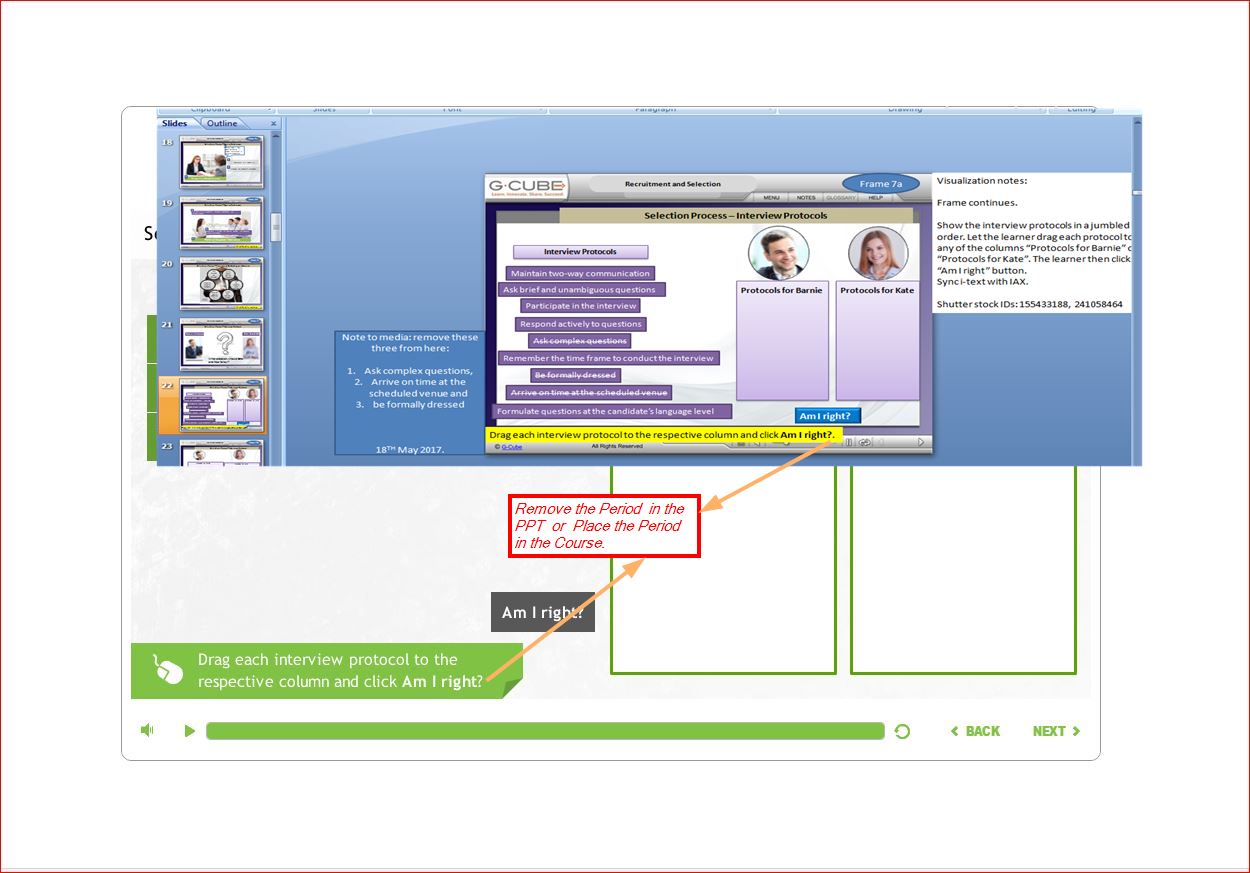 Clipboard Slides Font Paragraph Drawing Editing
Slides Outline x
18
19
20
21
22
23
G-CUBE
Learn. Innovate. Share. Succeed.
Recruitment and Selection
Frame 7a
MENU NOTES GLOSSARY HELP
Selection Process – Interview Protocols
Interview Protocols
Maintain two-way communication
Ask brief and unambiguous questions
Participate in the interview
Respond actively to questions
Ask complex questions
Remember the time frame to conduct the interview
Be formally dressed
Arrive on time at the scheduled venue
Formulate questions at the candidate's language level
Protocols for Barnie
Protocols for Kate
Am I right?
Drag each interview protocol to the respective column and click Am I right?.
© G-Cube All Rights Reserved
Visualization notes:
Frame continues.
Show the interview protocols in a jumbled
order. Let the learner drag each protocol to
any of the columns “Protocols for Barnie”
“Protocols for Kate”. The learner then click
“Am I right” button.
Sync i-text with IAX.
Shutter stock IDs: 155433188, 241058464
Note to media: remove these
three from here:
1. Ask complex questions,
2. Arrive on time at the
scheduled venue and
3. be formally dressed
18TH May 2017.
Remove the Period in the
PPT or Place the Period
in the Course.
Am I right?
Drag each interview protocol to the
respective column and click Am I right?
BACK NEXT